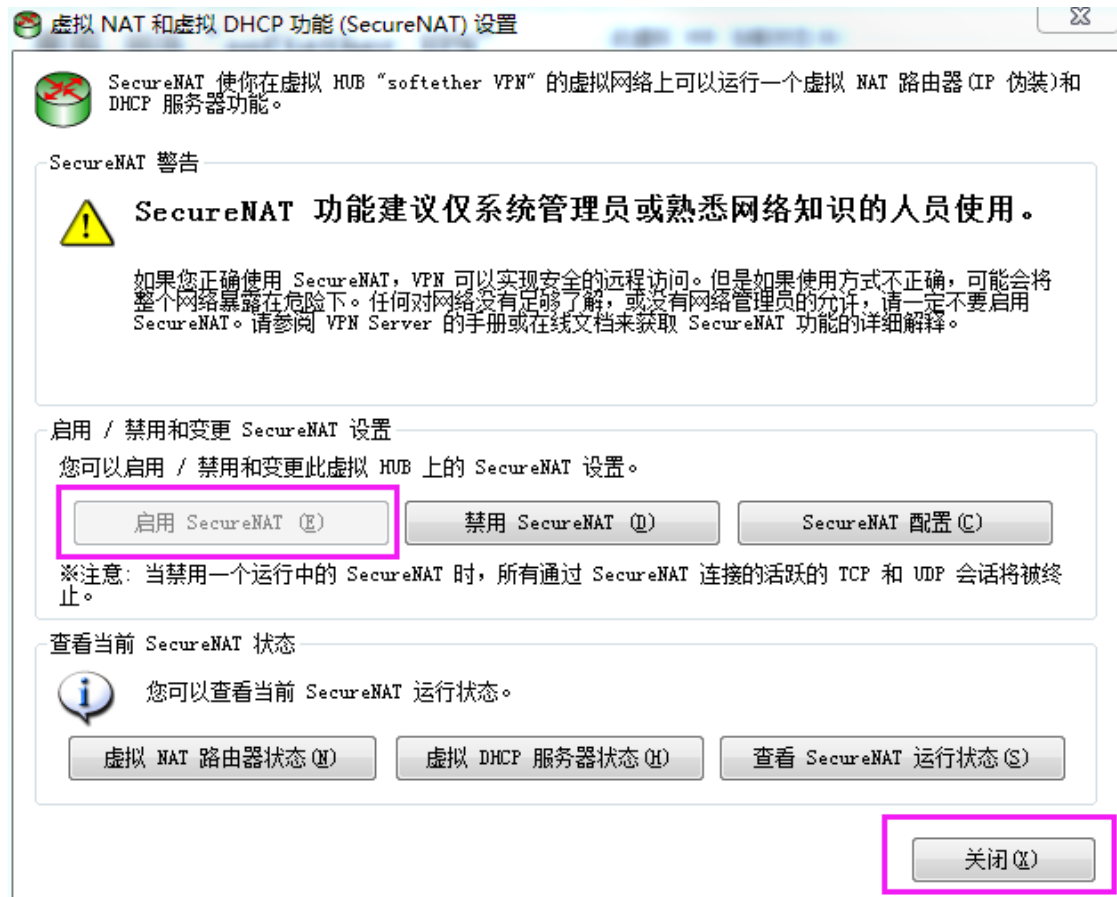 虚拟 NAT 和虚拟 DHCP 功能 (SecureNAT) 设置
SecureNAT 使你在虚拟 HUB “softether VPN” 的虚拟网络上可以运行一个虚拟 NAT 路由器(IP 伪装)和
DHCP 服务器功能。
SecureNAT 警告
SecureNAT 功能建议仅系统管理员或熟悉网络知识的人员使用。
如果您正确使用 SecureNAT，VPN 可以实现安全的远程访问。但是如果使用方式不正确，可能会将
整个网络暴露在危险下。任何对网络没有足够了解，或没有网络管理员的允许，请一定不要启用
SecureNAT。请参阅 VPN Server 的手册或在线文档来获取 SecureNAT 功能的详细解释。
启用 / 禁用和变更 SecureNAT 设置
您可以启用 / 禁用和变更此虚拟 HUB 上的 SecureNAT 设置。
启用 SecureNAT (E)
禁用 SecureNAT (D)
SecureNAT 配置(C)
※注意: 当禁用一个运行中的 SecureNAT 时，所有通过 SecureNAT 连接的活跃的 TCP 和 UDP 会话将被终
止。
查看当前 SecureNAT 状态
您可以查看当前 SecureNAT 运行状态。
虚拟 NAT 路由器状态(N)
虚拟 DHCP 服务器状态(H)
查看 SecureNAT 运行状态(S)
关闭(X)